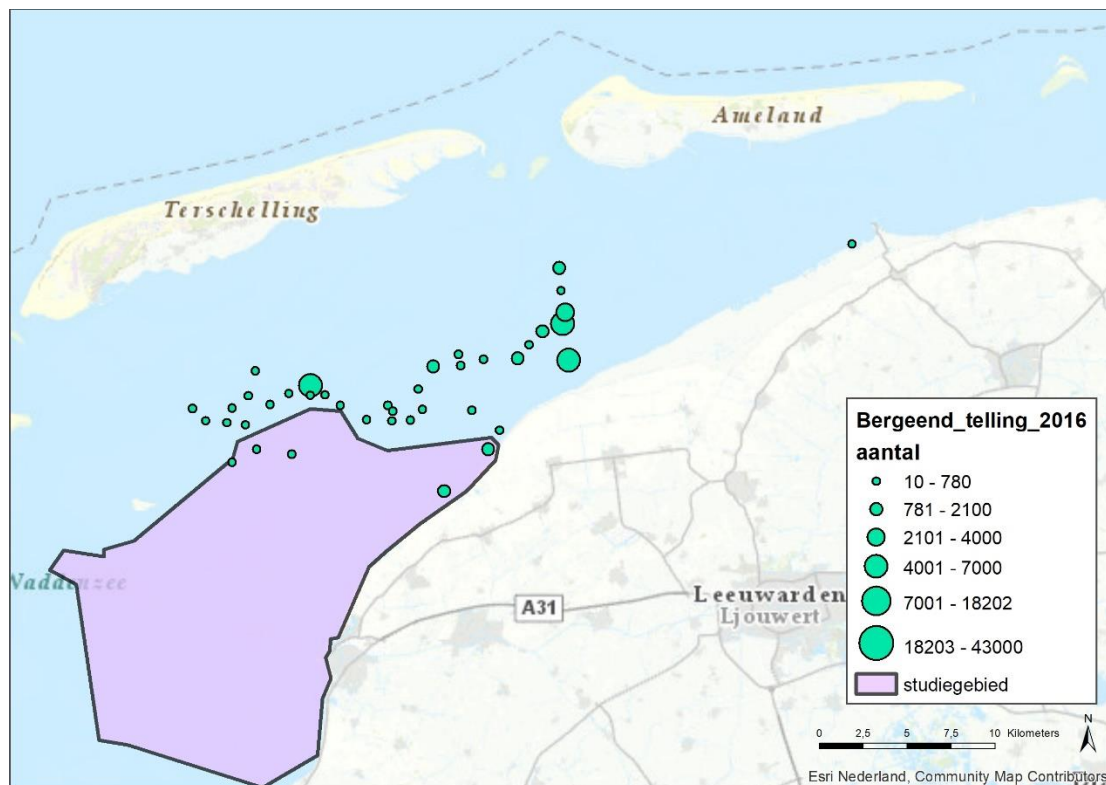 Ameland
Terschelling
Waddenzee
A31
Leeuwarden
Ljouwert
Bergeend_telling_2016
aantal
10 - 780
781 - 2100
2101 - 4000
4001 - 7000
7001 - 18202
18203 - 43000
studiegebied
0 2,5 5 7,5 10 Kilometers
N
Esri Nederland, Community Map Contributors